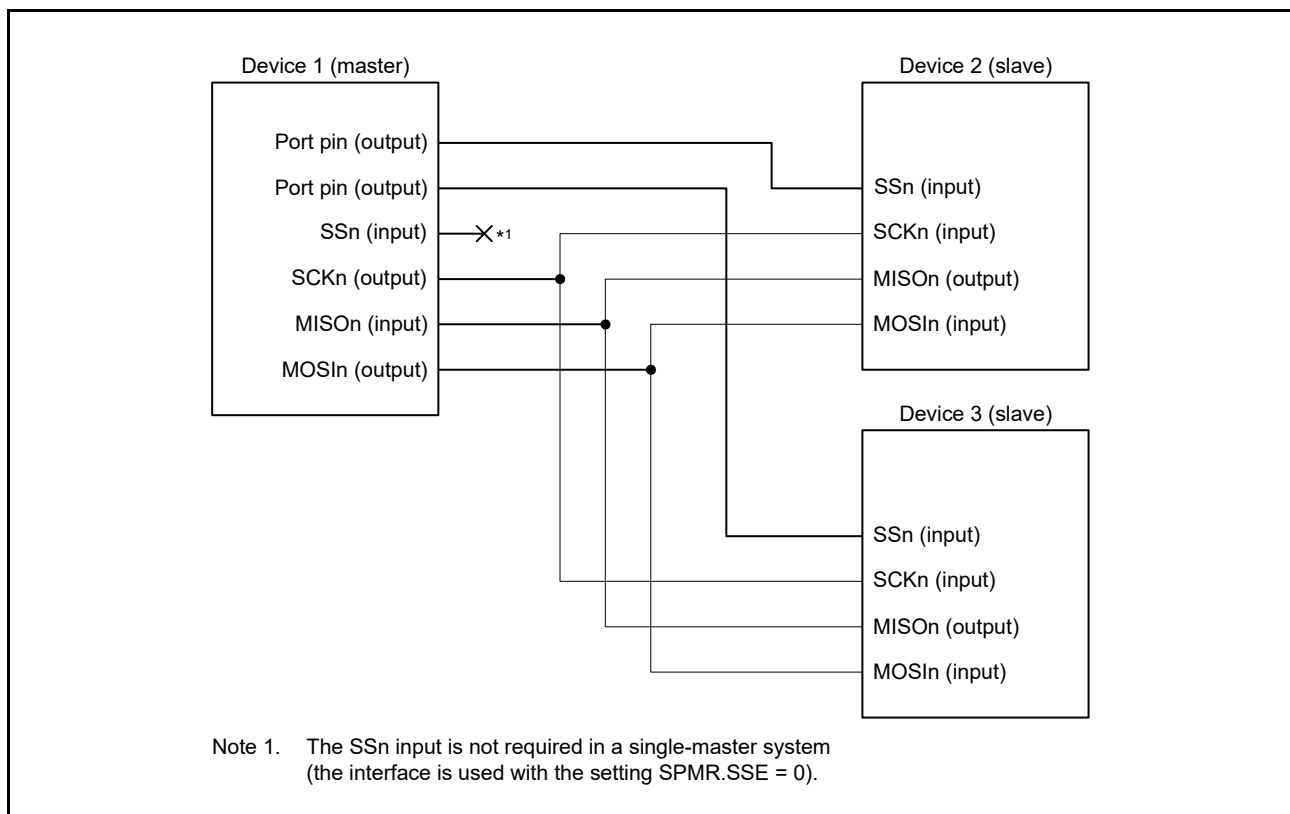 Device 1 (master)
Port pin (output)
Port pin (output)
SSn (input)
*1
SCKn (output)
MISOn (input)
MOSIn (output)
Device 2 (slave)
SSn (input)
SCKn (input)
MISOn (output)
MOSIn (input)
Device 3 (slave)
SSn (input)
SCKn (input)
MISOn (output)
MOSIn (input)
Note 1. The SSn input is not required in a single-master system
(the interface is used with the setting SPMR.SSE = 0).